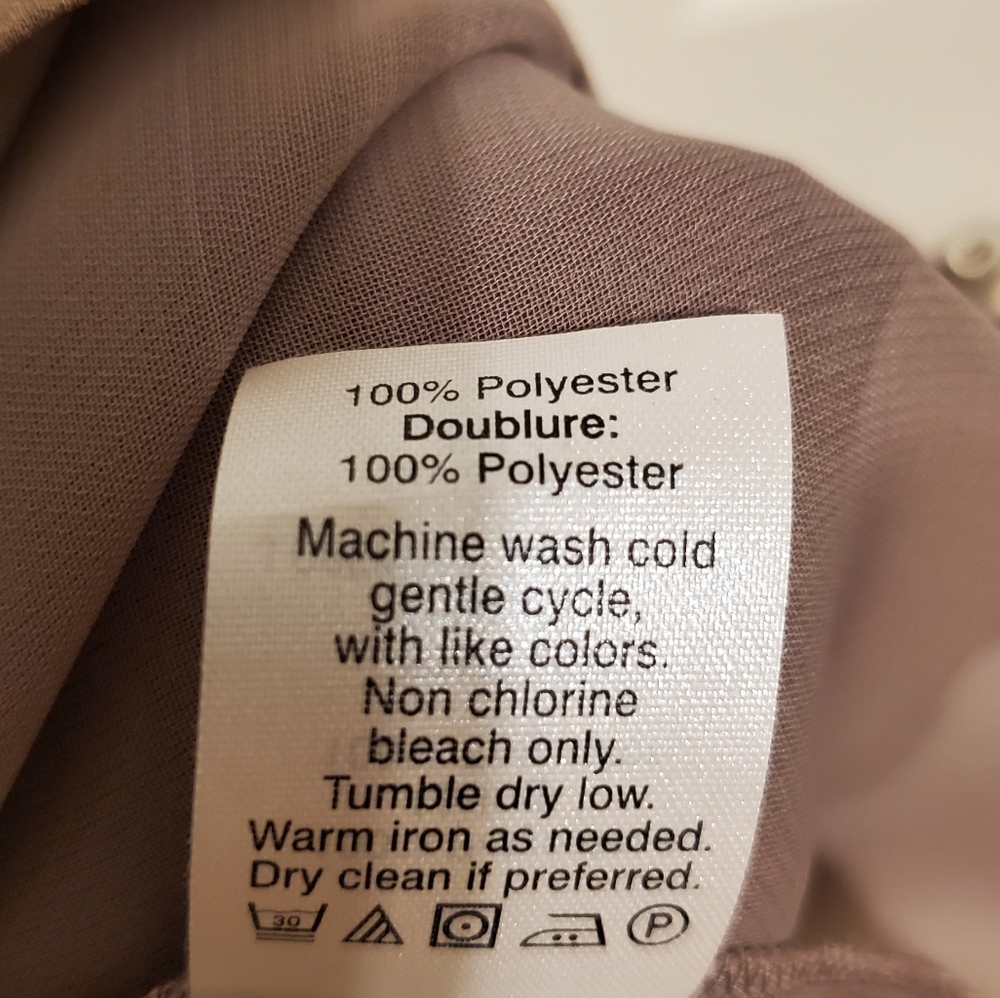 100% Polyester
Doublure:
100% Polyester
Machine wash cold
gentle cycle,
with like colors.
Non chlorine
bleach only.
Tumble dry low.
Warm iron as needed.
Dry clean if preferred.
30 P